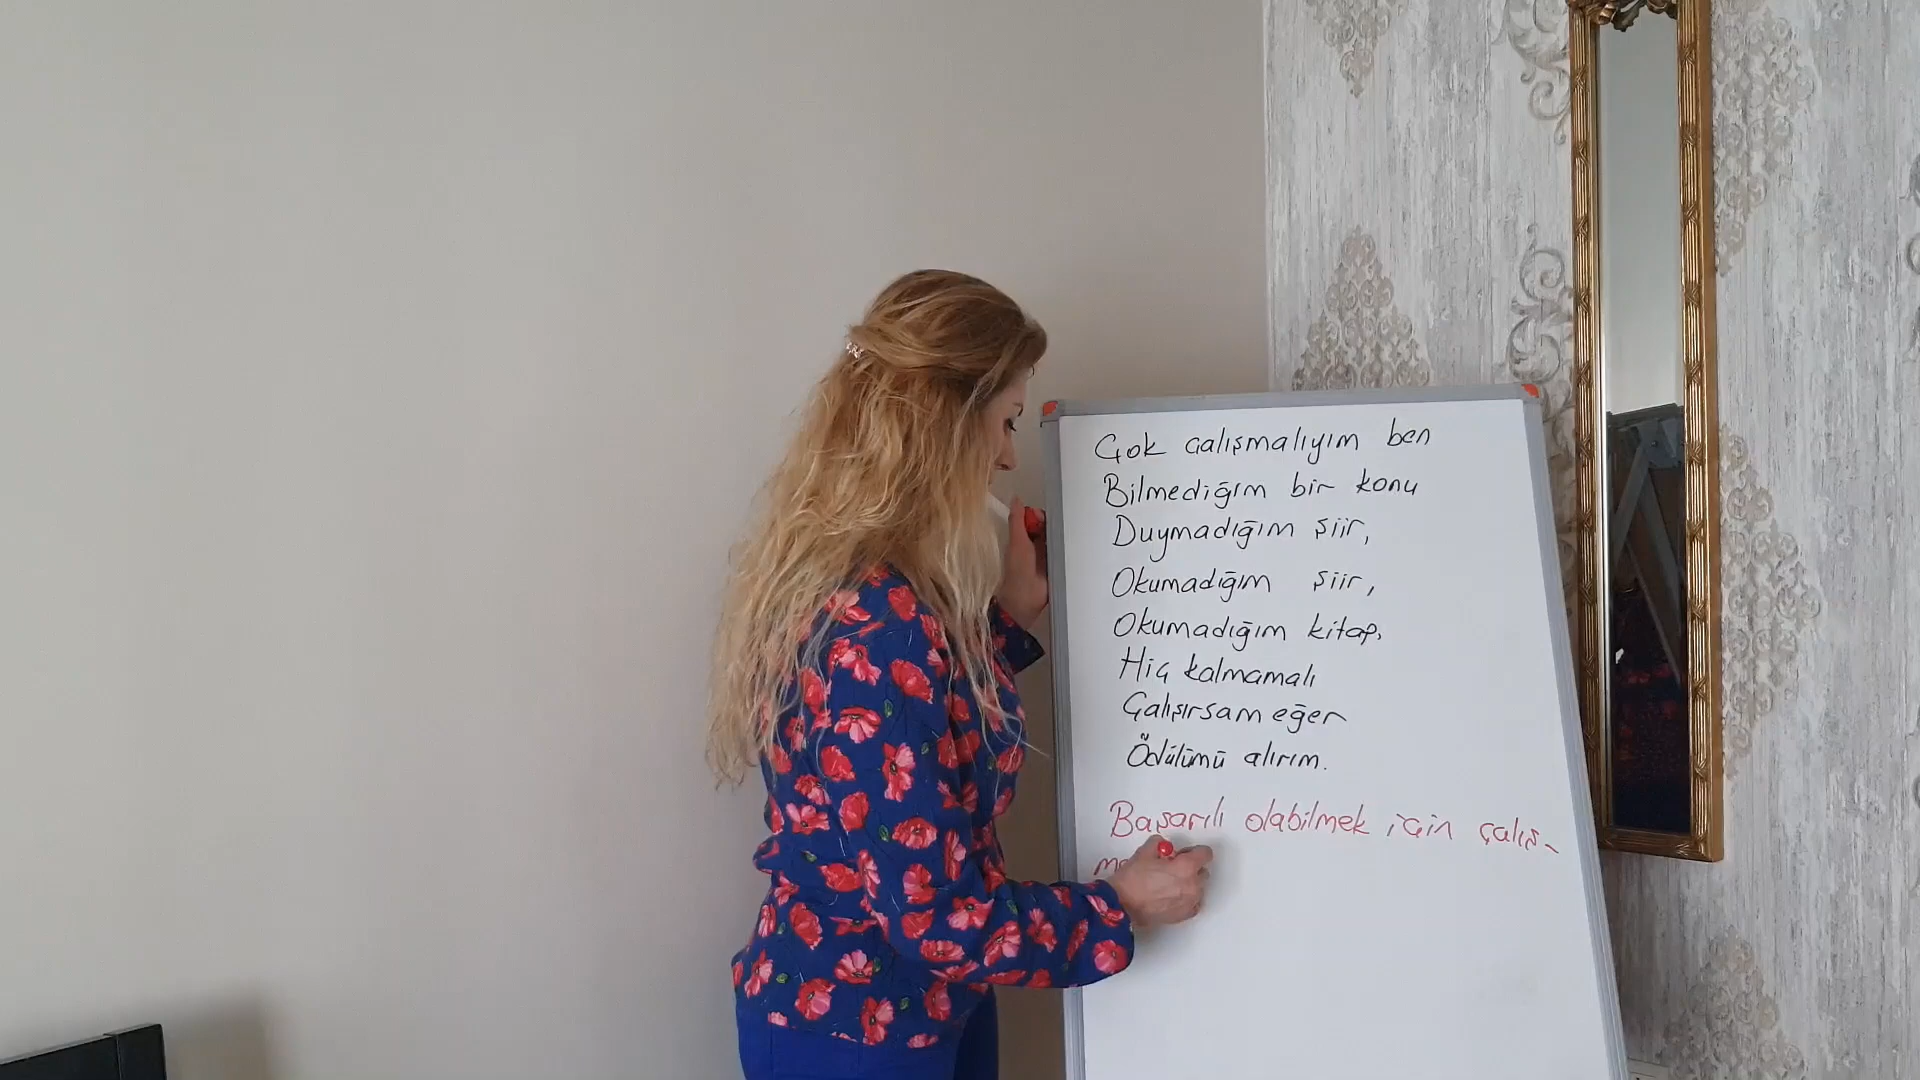 Çok çalışmalıyım ben
Bilmediğim bir konu
Duymadığım şiir,
Okumadığım şiir,
Okumadığım kitap,
Hiç kalmamalı
Çalışırsam eğer
Ödülümü alırım.
Başarılı olabilmek için çalış-